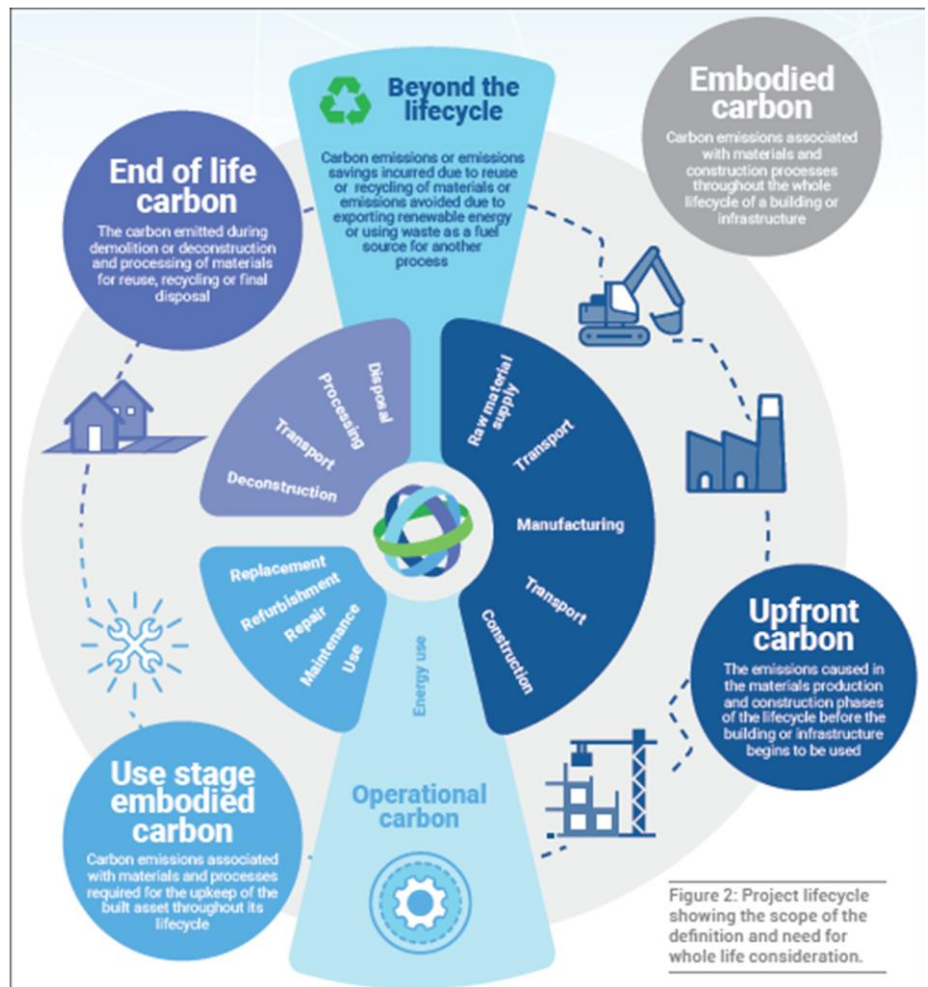 Beyond the
lifecycle
Carbon emissions or emissions
savings incurred due to reuse
or recycling of materials or
emissions avoided due to
exporting renewable energy
or using waste as a fuel
source for another
process
Embodied
carbon
Carbon emissions associated
with materials and
construction processes
throughout the whole
lifecycle of a building or
infrastructure
End of life
carbon
The carbon emitted during
demolition or deconstruction
and processing of materials
for reuse, recycling or final
disposal
Disposal
Processing
Transport
Deconstruction
Raw material
supply
Transport
Manufacturing
Transport
Construction
Replacement
Refurbishment
Repair
Maintenance
Use
Energy use
Upfront
carbon
The emissions caused in
the materials production
and construction phases
of the lifecycle before the
building or infrastructure
begins to be used
Use stage
embodied
carbon
Carbon emissions associated
with materials and processes
required for the upkeep of the
built asset throughout its
lifecycle
Operational
carbon
Figure 2: Project lifecycle
showing the scope of the
definition and need for
whole life consideration.